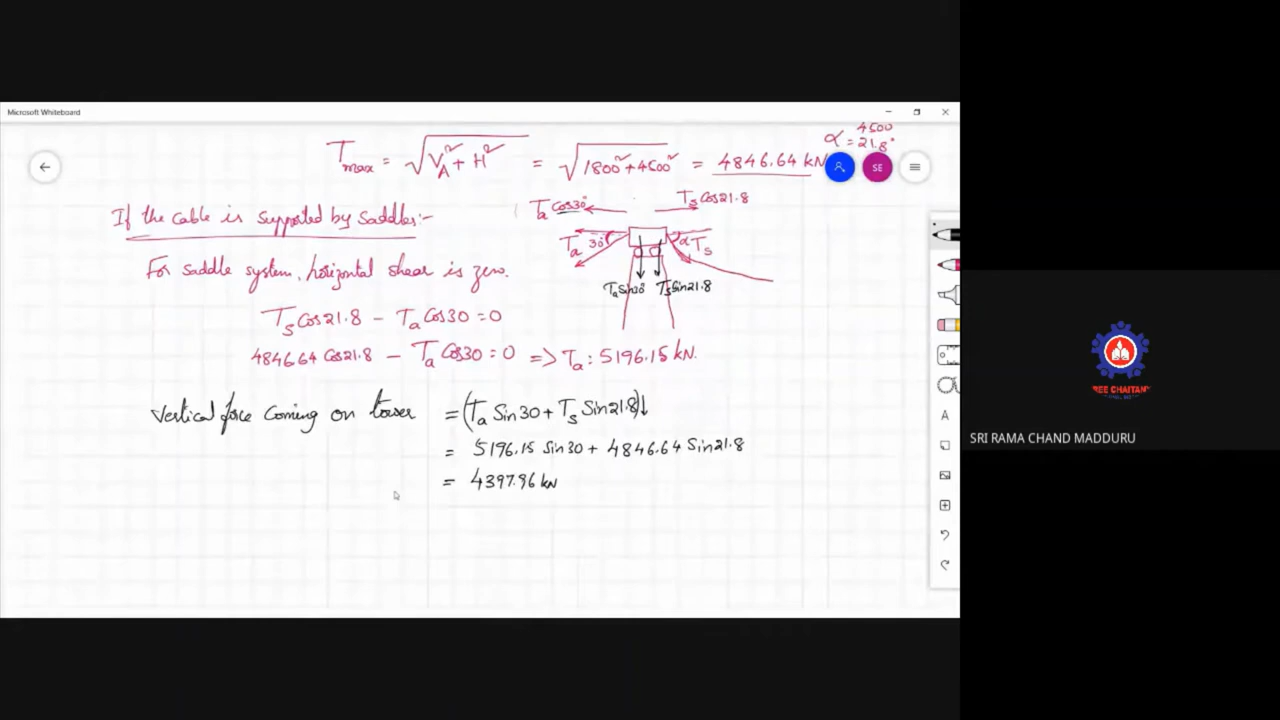 Microsoft Whiteboard
4500
α = 21.8°
Tmax = √VA² + H² = √1800² + 4500² = 4846.64 kN
SE
If the cable is supported by Saddles:-
Ta Cos30° Ts Cos21.8
Ta 30° α Ts
For saddle system, horizontal shear is zero.
Ta Sin30 Ts Sin21.8
Ts Cos21.8 - Ta Cos30 = 0
4846.64 Cos21.8 - Ta Cos30 = 0 => Ta : 5196.15 kN.
Vertical force Coming on tower = (Ta Sin30 + Ts Sin21.8)↓
= 5196.15 Sin30 + 4846.64 Sin21.8
= 4397.96 kN
A
REE CHAITAN
SRI RAMA CHAND MADDURU